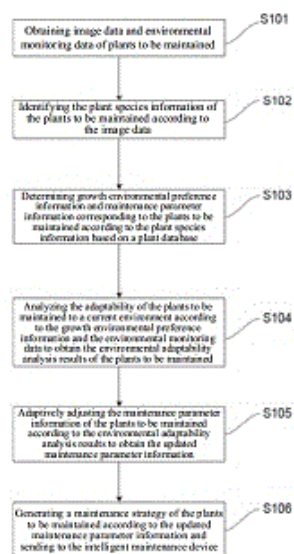 S101
Obtaining image data and environmental
monitoring data of plants to be maintained
S102
Identifying the plant species information of
the plants to be maintained according to
the image data
S103
Determining growth environmental preference
information and maintenance parameter
information corresponding to the plants to be
maintained according to the plant species
information based on a plant database
S104
Analyzing the adaptability of the plants to be
maintained to a current environment according
to the growth environmental preference
information and the environmental monitoring
data to obtain the environmental adaptability
analysis results of the plants to be maintained
S105
Adaptively adjusting the maintenance parameter
information of the plants to be maintained
according to the environmental adaptability
analysis results to obtain the updated
maintenance parameter information
S106
Generating a maintenance strategy of the plants
to be maintained according to the updated
maintenance parameter information and
sending to the intelligent maintenance device